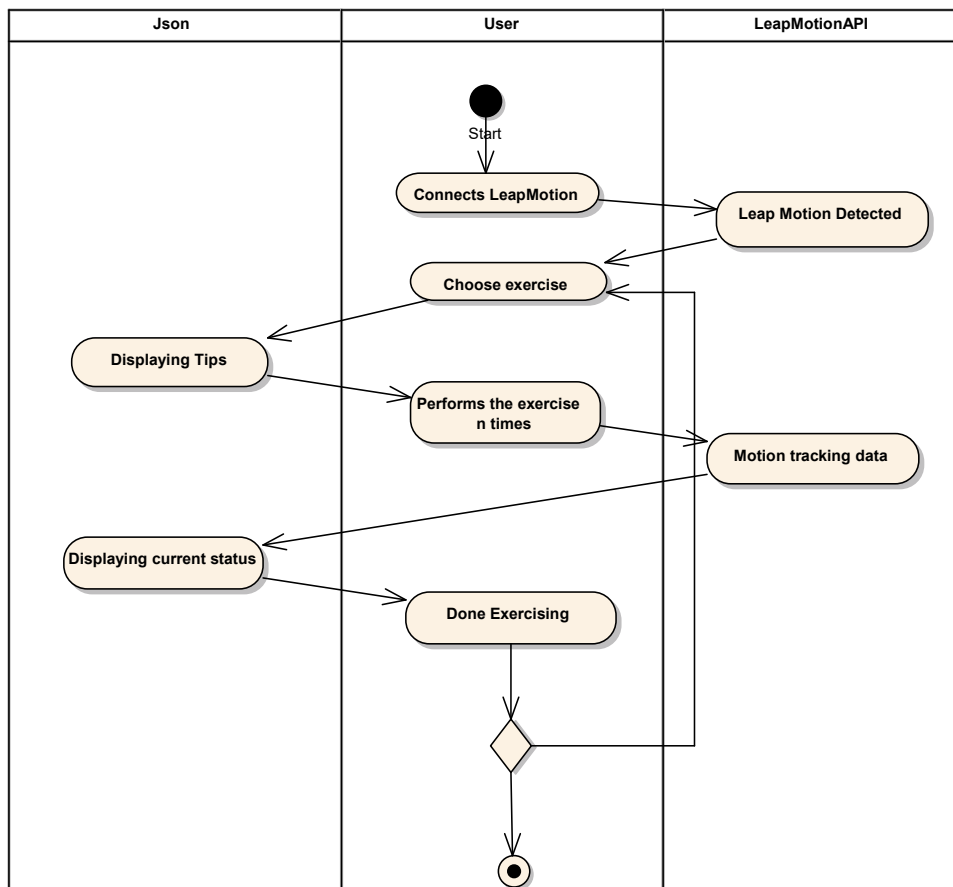 Json
User
LeapMotionAPI
Start
Connects LeapMotion
Leap Motion Detected
Choose exercise
Displaying Tips
Performs the exercise
n times
Motion tracking data
Displaying current status
Done Exercising